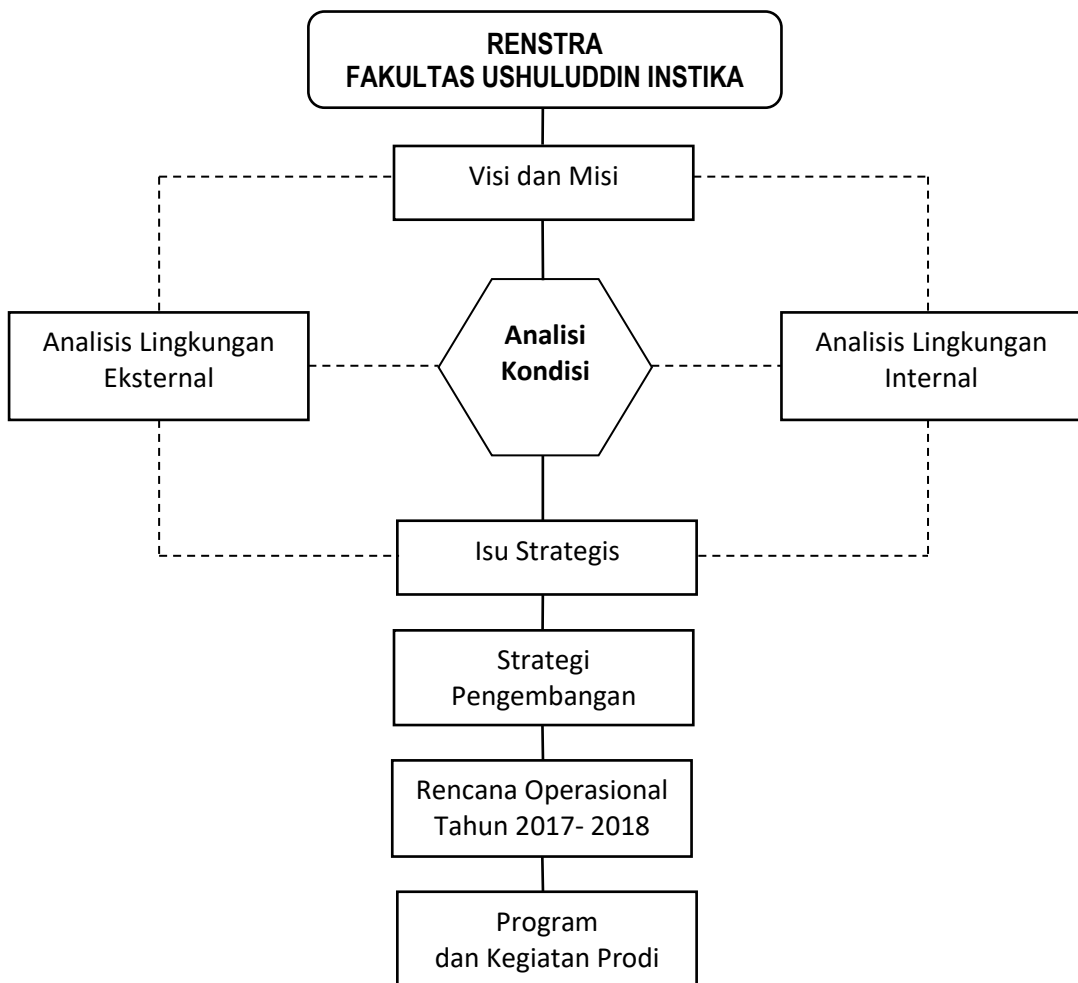 RENSTRA
FAKULTAS USHULUDDIN INSTIKA
Visi dan Misi
Analisis Lingkungan
Eksternal
Analisi
Kondisi
Analisis Lingkungan
Internal
Isu Strategis
Strategi
Pengembangan
Rencana Operasional
Tahun 2017- 2018
Program
dan Kegiatan Prodi